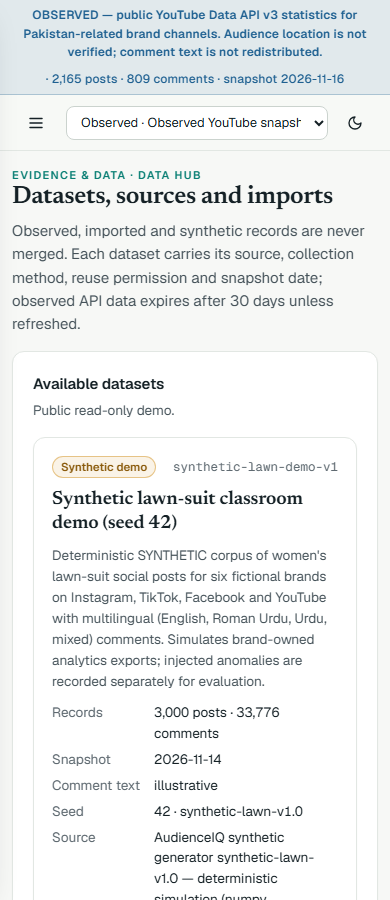 OBSERVED — public YouTube Data API v3 statistics for
Pakistan-related brand channels. Audience location is not
verified; comment text is not redistributed.
· 2,165 posts · 809 comments · snapshot 2026-11-16
Observed · Observed YouTube snapsh
EVIDENCE & DATA · DATA HUB
Datasets, sources and imports
Observed, imported and synthetic records are never
merged. Each dataset carries its source, collection
method, reuse permission and snapshot date;
observed API data expires after 30 days unless
refreshed.
Available datasets
Public read-only demo.
Synthetic demo synthetic-lawn-demo-v1
Synthetic lawn-suit classroom
demo (seed 42)
Deterministic SYNTHETIC corpus of women's
lawn-suit social posts for six fictional brands
on Instagram, TikTok, Facebook and YouTube
with multilingual (English, Roman Urdu, Urdu,
mixed) comments. Simulates brand-owned
analytics exports; injected anomalies are
recorded separately for evaluation.
Records 3,000 posts · 33,776
comments
Snapshot 2026-11-14
Comment text illustrative
Seed 42 · synthetic-lawn-v1.0
Source AudienceIQ synthetic
generator synthetic-lawn-
v1.0 — deterministic
simulation (numpy